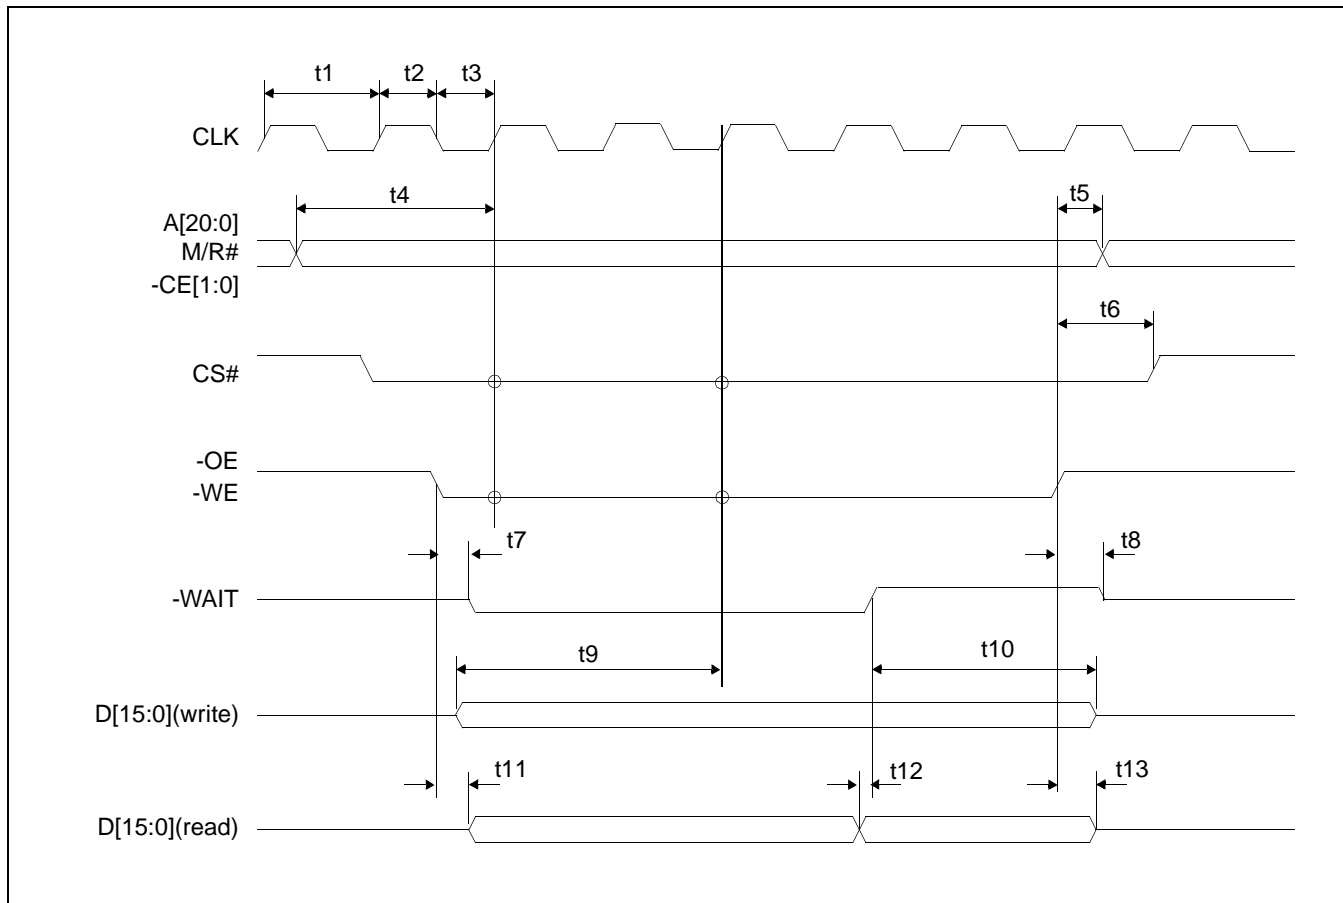 t1 t2 t3
CLK
t4 t5
A[20:0]
M/R#
-CE[1:0]
t6
CS#
-OE
-WE
t7 t8
-WAIT
t9 t10
D[15:0](write)
t11 t12 t13
D[15:0](read)